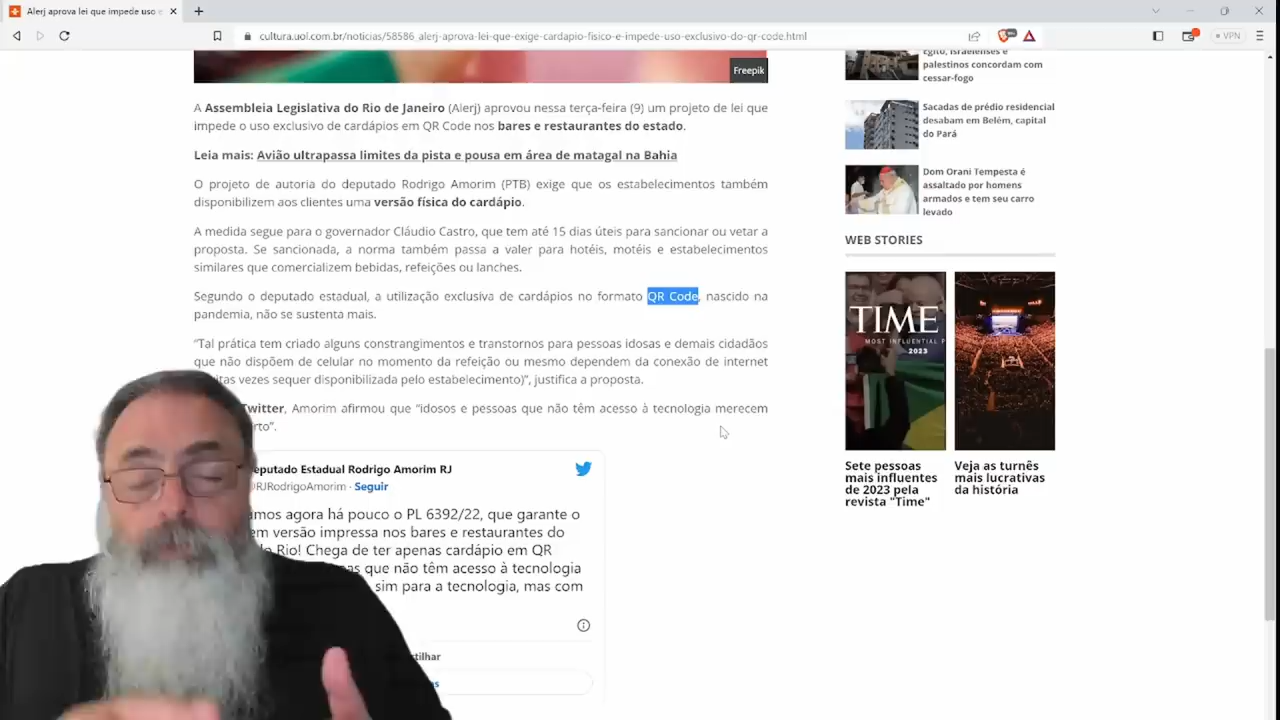 Alerj aprova lei que impede uso e
cultura.uol.com.br/noticias/58586_alerj-aprova-lei-que-exige-cardapio-fisico-e-impede-uso-exclusivo-do-qr-code.html
VPN
Freepik
A Assembleia Legislativa do Rio de Janeiro (Alerj) aprovou nessa terça-feira (9) um projeto de lei que
impede o uso exclusivo de cardápios em QR Code nos bares e restaurantes do estado.
Leia mais: Avião ultrapassa limites da pista e pousa em área de matagal na Bahia
O projeto de autoria do deputado Rodrigo Amorim (PTB) exige que os estabelecimentos também
disponibilizem aos clientes uma versão física do cardápio.
A medida segue para o governador Cláudio Castro, que tem até 15 dias úteis para sancionar ou vetar a
proposta. Se sancionada, a norma também passa a valer para hotéis, motéis e estabelecimentos
similares que comercializem bebidas, refeições ou lanches.
Segundo o deputado estadual, a utilização exclusiva de cardápios no formato QR Code, nascido na
pandemia, não se sustenta mais.
“Tal prática tem criado alguns constrangimentos e transtornos para pessoas idosas e demais cidadãos
que não dispõem de celular no momento da refeição ou mesmo dependem da conexão de internet
vezes sequer disponibilizada pelo estabelecimento)”, justifica a proposta.
Twitter, Amorim afirmou que “idosos e pessoas que não têm acesso à tecnologia merecem
Deputado Estadual Rodrigo Amorim RJ
@RJRodrigoAmorim · Seguir
agora há pouco o PL 6392/22, que garante o
em versão impressa nos bares e restaurantes do
Rio! Chega de ter apenas cardápio em QR
que não têm acesso à tecnologia
sim para a tecnologia, mas com
Egito, israelenses e
palestinos concordam com
cessar-fogo
Sacadas de prédio residencial
desabam em Belém, capital
do Pará
Dom Orani Tempesta é
assaltado por homens
armados e tem seu carro
levado
WEB STORIES
TIME
MOST INFLUENTIAL P
2023
Sete pessoas
mais influentes
de 2023 pela
revista "Time"
Veja as turnês
mais lucrativas
da história